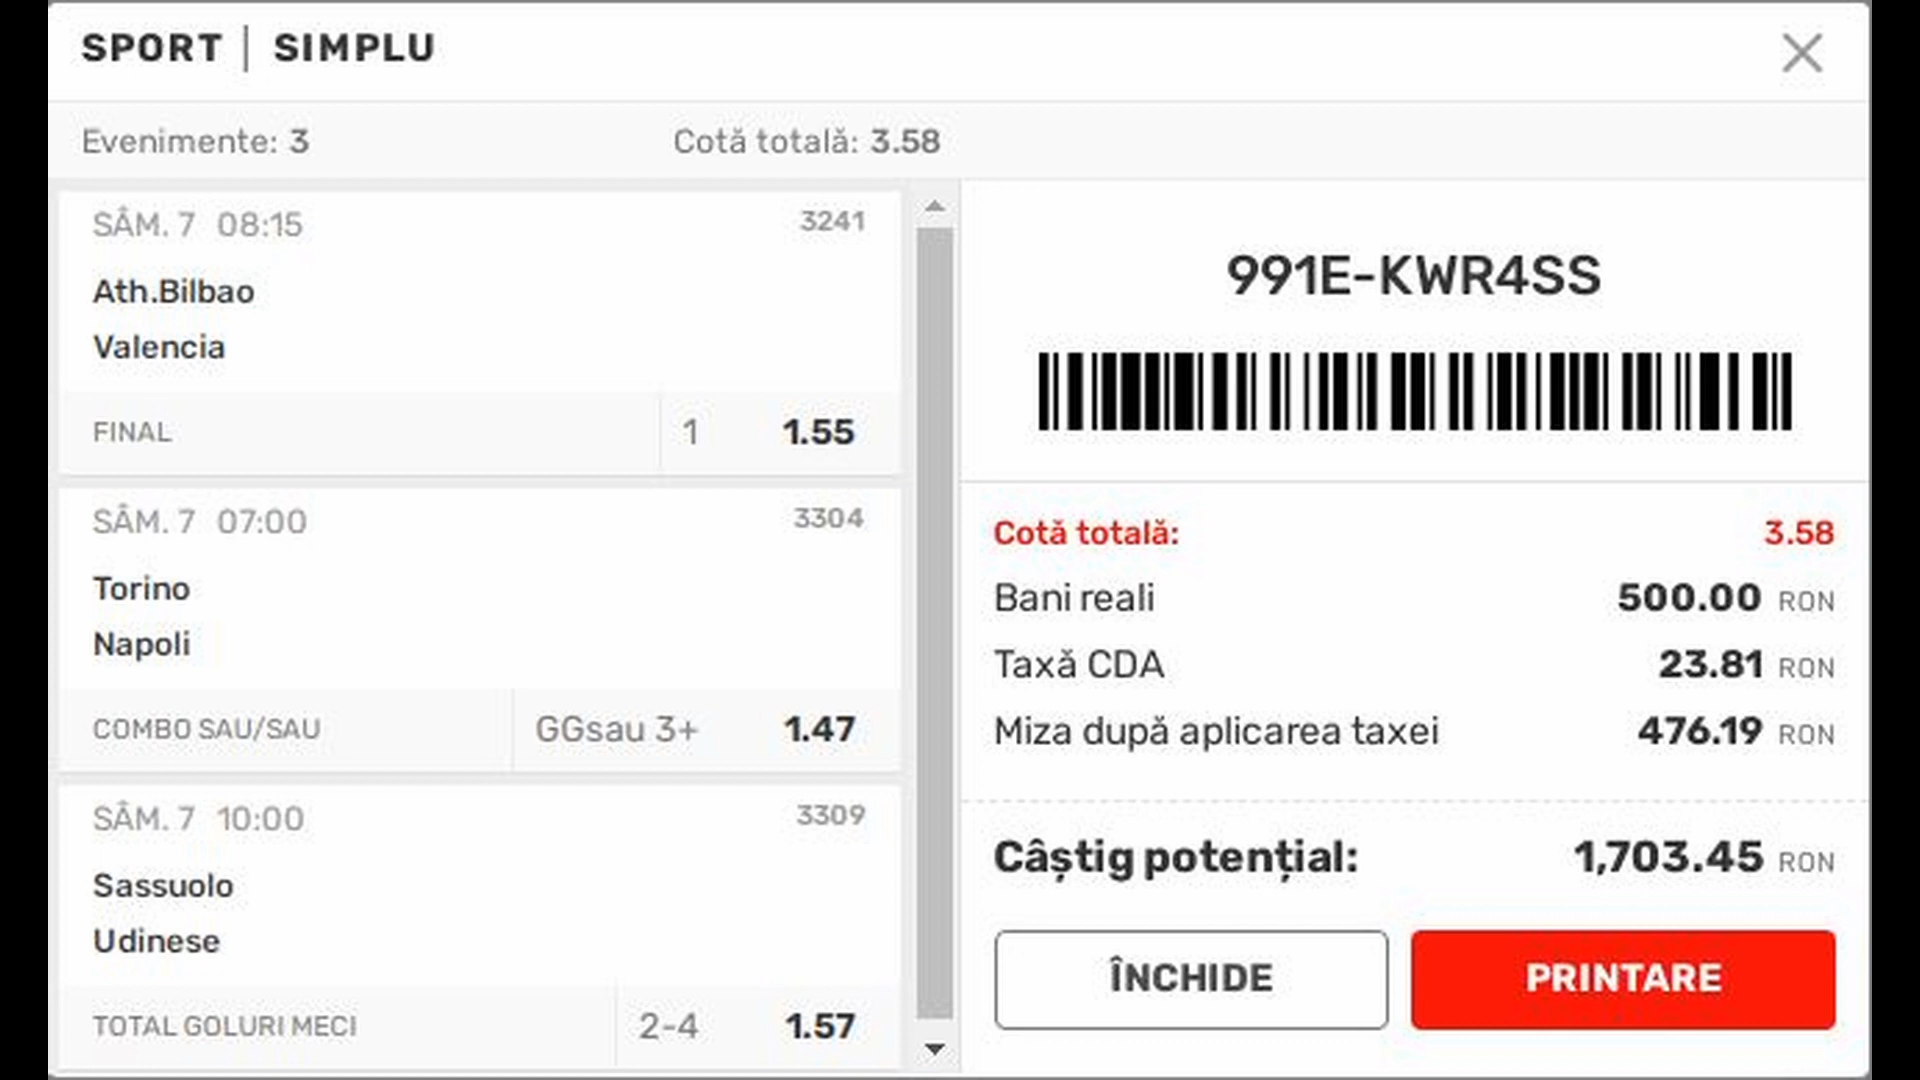 SPORT | SIMPLU
Evenimente: 3 Cotă totală: 3.58
SÂM. 7 08:15 3241
Ath.Bilbao
Valencia
FINAL 1 1.55
SÂM. 7 07:00 3304
Torino
Napoli
COMBO SAU/SAU GGsau 3+ 1.47
SÂM. 7 10:00 3309
Sassuolo
Udinese
TOTAL GOLURI MECI 2-4 1.57
991E-KWR4SS
Cotă totală: 3.58
Bani reali 500.00 RON
Taxă CDA 23.81 RON
Miza după aplicarea taxei 476.19 RON
Câștig potențial: 1,703.45 RON
ÎNCHIDE PRINTARE